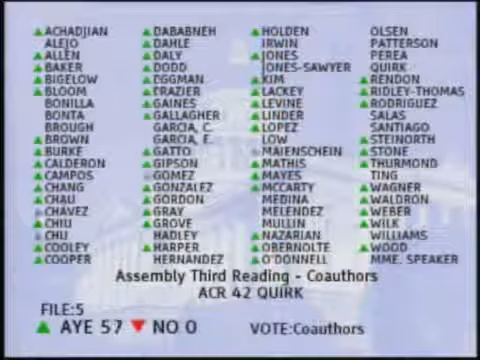 ACHADJIAN DABABNEH HOLDEN OLSEN
ALEJO DAHLE IRWIN PATTERSON
ALLEN DALY JONES PEREA
BAKER DODD JONES-SAWYER QUIRK
BIGELOW EGGMAN KIM RENDON
BLOOM FRAZIER LACKEY RIDLEY-THOMAS
BONILLA GAINES LEVINE RODRIGUEZ
BONTA GALLAGHER LINDER SALAS
BROUGH GARCIA, C. LOPEZ SANTIAGO
BROWN GARCIA, E. LOW STEINORTH
BURKE GATTO MAIENSCHEIN STONE
CALDERON GIPSON MATHIS THURMOND
CAMPOS GOMEZ MAYES TING
CHANG GONZALEZ MCCARTY WAGNER
CHAU GORDON MEDINA WALDRON
CHAVEZ GRAY MELENDEZ WEBER
CHIU GROVE MULLIN WILK
CHU HADLEY NAZARIAN WILLIAMS
COOLEY HARPER OBERNOLTE WOOD
COOPER HERNANDEZ O'DONNELL MME. SPEAKER
Assembly Third Reading - Coauthors
ACR 42 QUIRK
FILE:5
AYE 57 NO 0 VOTE:Coauthors